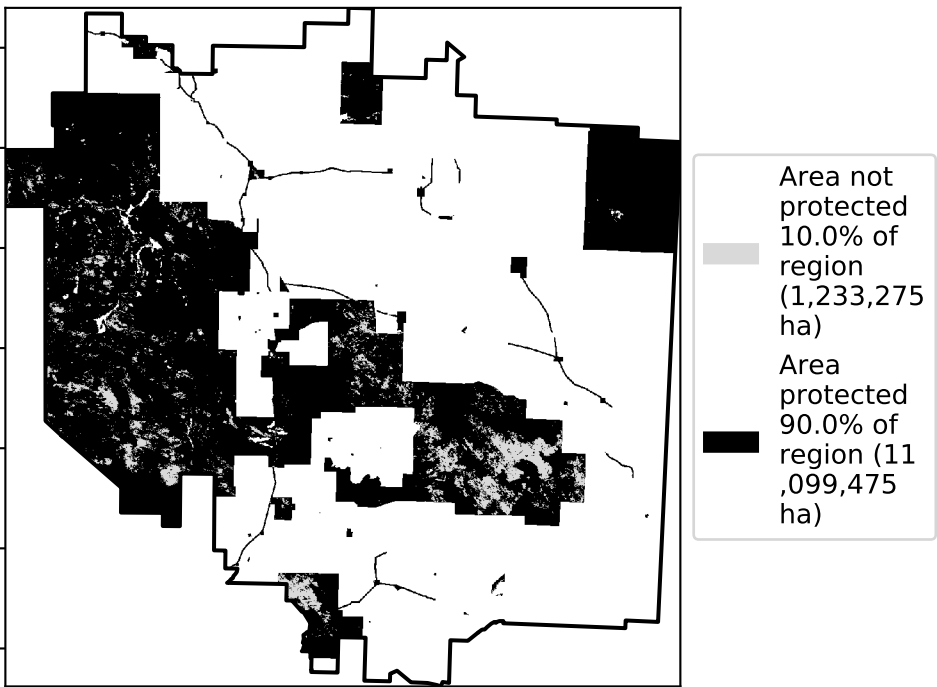 Area not
protected
10.0% of
region
(1,233,275
ha)
Area
protected
90.0% of
region (11
,099,475
ha)